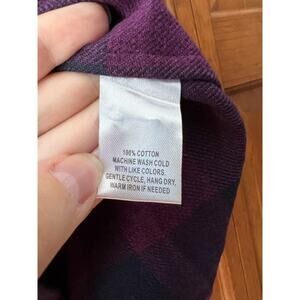 100% COTTON
MACHINE WASH COLD
WITH LIKE COLORS.
GENTLE CYCLE, HANG DRY,
WARM IRON IF NEEDED